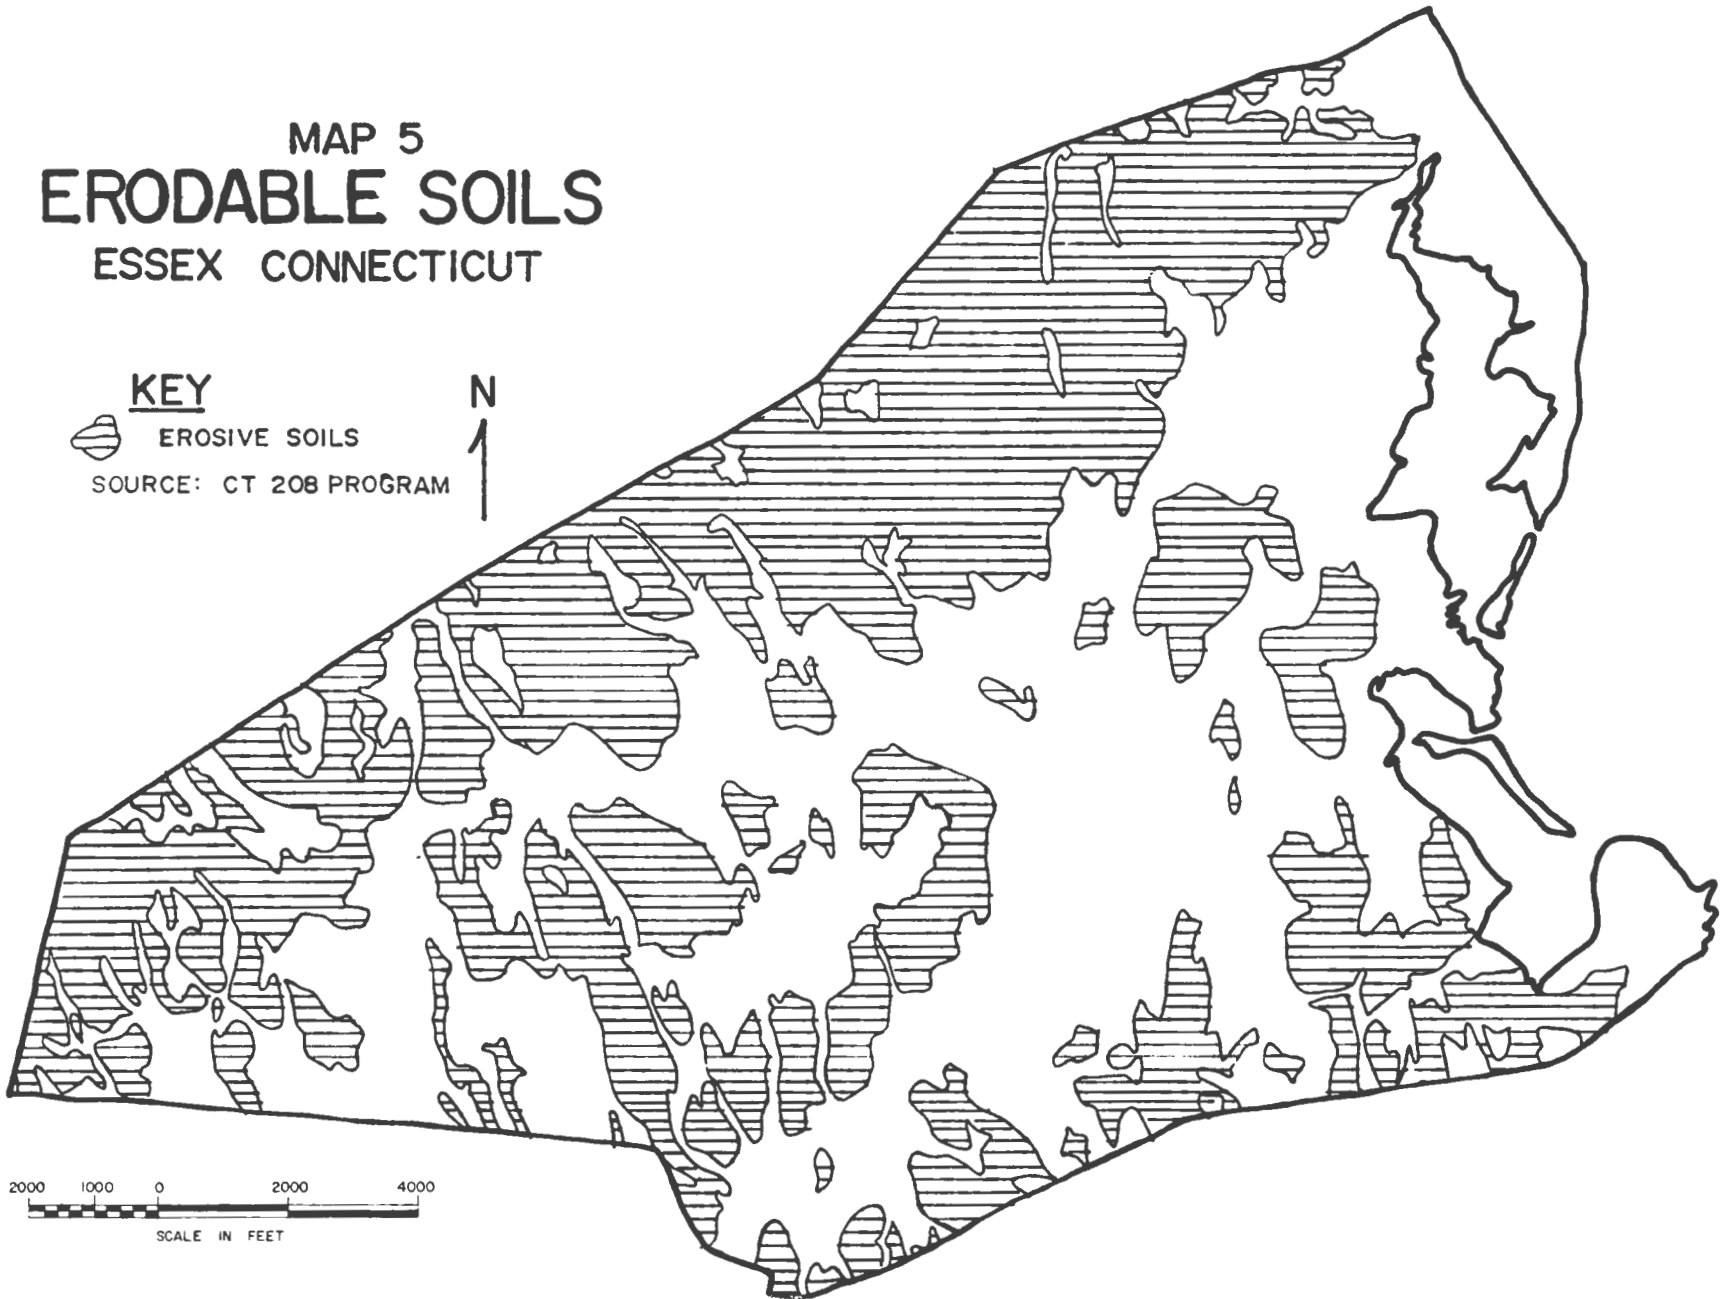 MAP 5
ERODABLE SOILS
ESSEX CONNECTICUT
KEY
N
EROSIVE SOILS
SOURCE: CT 208 PROGRAM
2000 1000 0 2000 4000
SCALE IN FEET